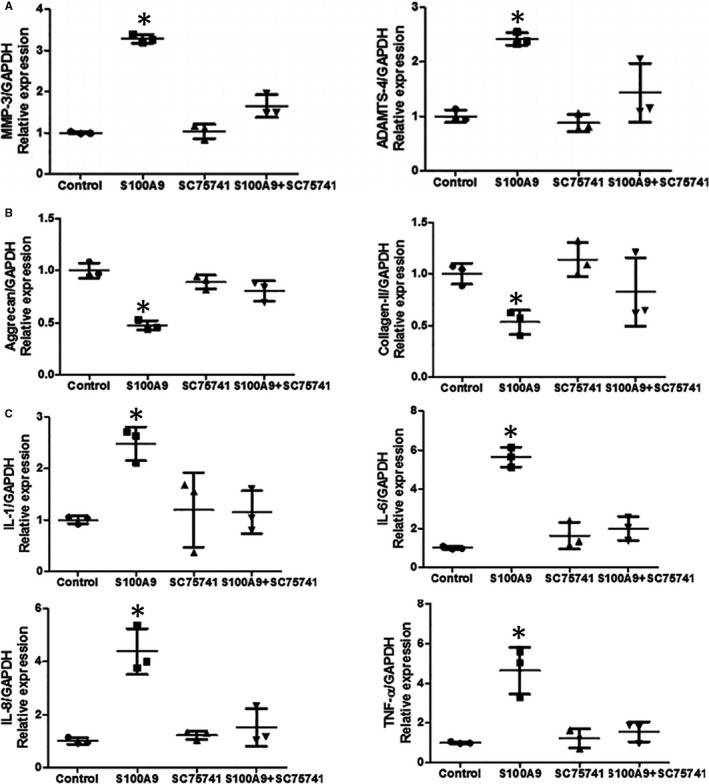 A
MMP-3/GAPDH
Relative expression
4
3
2
1
0
*
Control S100A9 SC75741 S100A9+SC75741
ADAMTS-4/GAPDH
Relative expression
3
2
1
0
*
Control S100A9 SC75741 S100A9+SC75741
B
Aggrecan/GAPDH
Relative expression
1.5
1.0
0.5
0.0
*
Control S100A9 SC75741 S100A9+SC75741
Collagen-II/GAPDH
Relative expression
1.5
1.0
0.5
0.0
*
Control S100A9 SC75741 S100A9+SC75741
C
IL-1/GAPDH
Relative expression
3
2
1
0
*
Control S100A9 SC75741 S100A9+SC75741
IL-6/GAPDH
Relative expression
8
6
4
2
0
*
Control S100A9 SC75741 S100A9+SC75741
IL-8/GAPDH
Relative expression
6
4
2
0
*
Control S100A9 SC75741 S100A9+SC75741
TNF-α/GAPDH
Relative expression
8
6
4
2
0
*
Control S100A9 SC75741 S100A9+SC75741